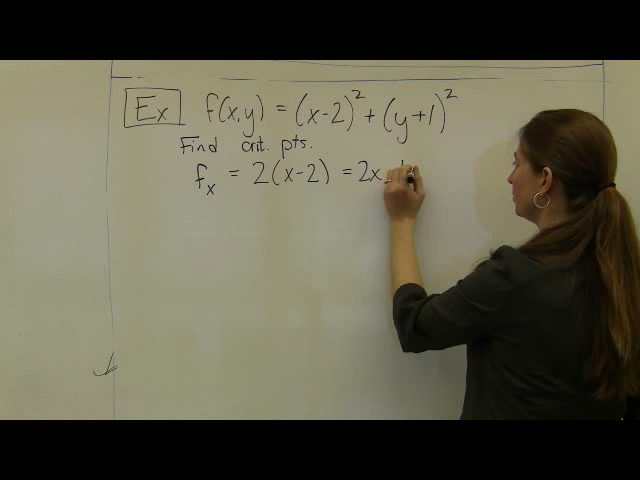 Ex f(x,y) = (x-2)² + (y+1)²
Find crit. pts.
fₓ = 2(x-2) = 2x